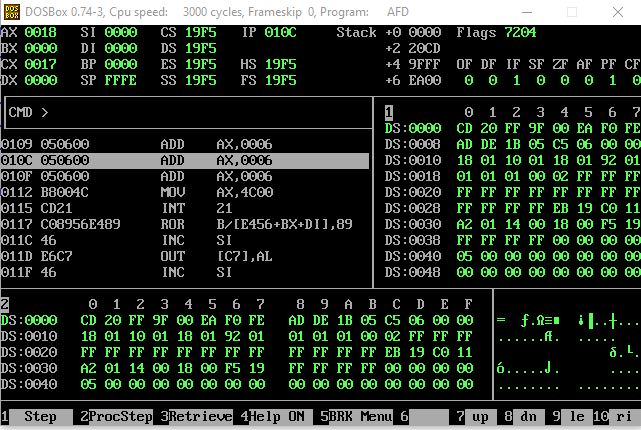 DOSBox 0.74-3, Cpu speed: 3000 cycles, Frameskip 0, Program: AFD
AX 0018 SI 0000 CS 19F5 IP 010C Stack +0 0000 Flags 7204
BX 0000 DI 0000 DS 19F5 +2 20CD
CX 0017 BP 0000 ES 19F5 HS 19F5 +4 9FFF OF DF IF SF ZF AF PF CF
DX 0000 SP FFFE SS 19F5 FS 19F5 +6 EA00 0 0 1 0 0 0 1 0
CMD >
1 0 1 2 3 4 5 6 7
DS:0000 CD 20 FF 9F 00 EA F0 FE
0109 050600 ADD AX,0006 DS:0008 AD DE 1B 05 C5 06 00 00
010C 050600 ADD AX,0006 DS:0010 18 01 10 01 18 01 92 01
010F 050600 ADD AX,0006 DS:0018 01 01 01 00 02 FF FF FF
0112 B8004C MOV AX,4C00 DS:0020 FF FF FF FF FF FF FF FF
0115 CD21 INT 21 DS:0028 FF FF FF FF EB 19 C0 11
0117 C08956E489 ROR B/[E456+BX+DI],89 DS:0030 A2 01 14 00 18 00 F5 19
011C 46 INC SI DS:0038 FF FF FF FF 00 00 00 00
011D E6C7 OUT [C7],AL DS:0040 05 00 00 00 00 00 00 00
011F 46 INC SI DS:0048 00 00 00 00 00 00 00 00
2 0 1 2 3 4 5 6 7 8 9 A B C D E F
DS:0000 CD 20 FF 9F 00 EA F0 FE AD DE 1B 05 C5 06 00 00 = ƒ.Ω≡■ ¡▐..┼...
DS:0010 18 01 10 01 18 01 92 01 01 01 01 00 02 FF FF FF ......Æ. .....
DS:0020 FF FF FF FF FF FF FF FF FF FF FF FF EB 19 C0 11 δ.└.
DS:0030 A2 01 14 00 18 00 F5 19 FF FF FF FF 00 00 00 00 ó.....⌡. ....
DS:0040 05 00 00 00 00 00 00 00 00 00 00 00 00 00 00 00 ........ ........
1 Step 2ProcStep 3Retrieve 4Help ON 5BRK Menu 6 7 up 8 dn 9 le 10 ri